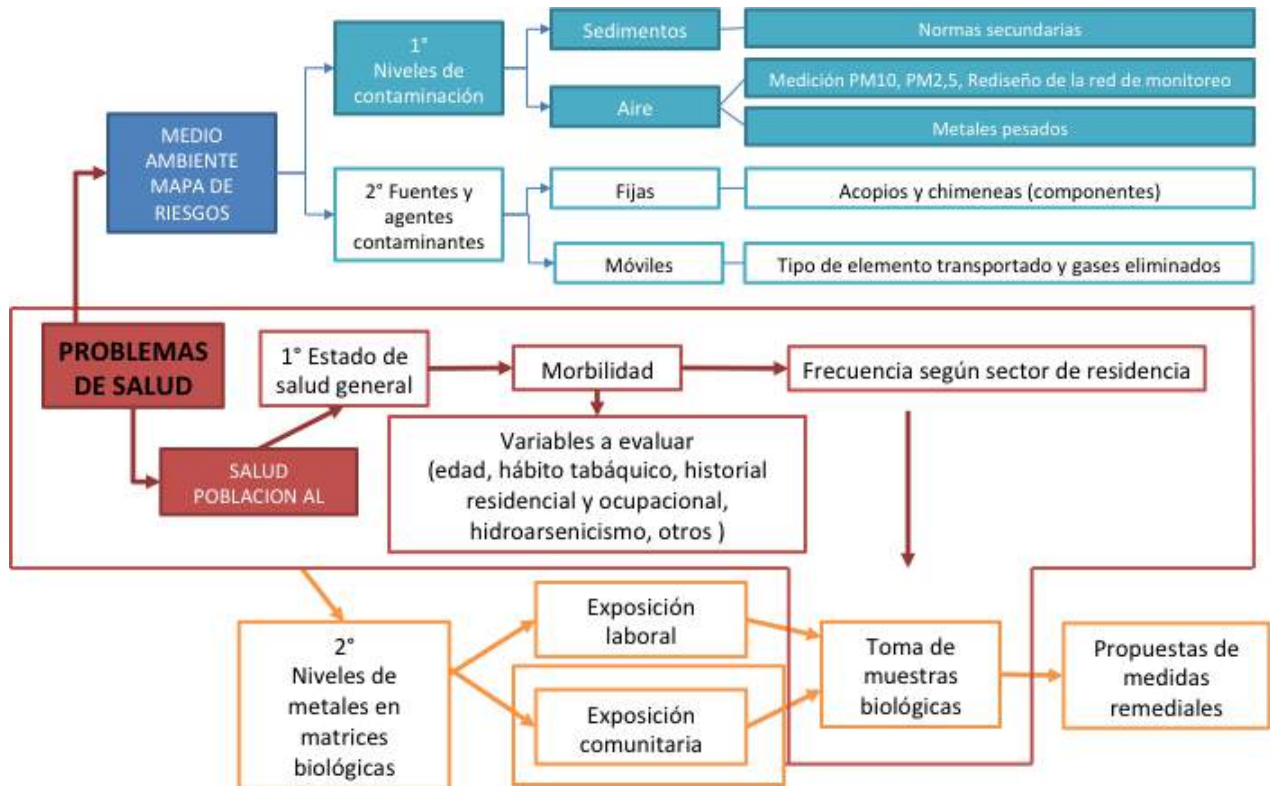 1°
Niveles de
contaminación
Sedimentos
Normas secundarias
Aire
Medición PM10, PM2,5, Rediseño de la red de monitoreo
Metales pesados
MEDIO
AMBIENTE
MAPA DE
RIESGOS
2° Fuentes y
agentes
contaminantes
Fijas
Acopios y chimeneas (componentes)
Móviles
Tipo de elemento transportado y gases eliminados
PROBLEMAS
DE SALUD
1° Estado de
salud general
Morbilidad
Frecuencia según sector de residencia
SALUD
POBLACION AL
Variables a evaluar
(edad, hábito tabáquico, historial
residencial y ocupacional,
hidroarsenicismo, otros )
2°
Niveles de
metales en
matrices
biológicas
Exposición
laboral
Exposición
comunitaria
Toma de
muestras
biológicas
Propuestas de
medidas
remediales